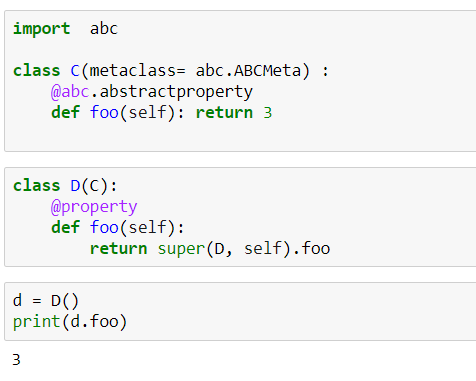 import  abc
class C(metaclass= abc.ABCMeta) :
    @abc.abstractproperty
    def foo(self): return 3
class D(C):
    @property
    def foo(self):
        return super(D, self).foo
d = D()
print(d.foo)
3